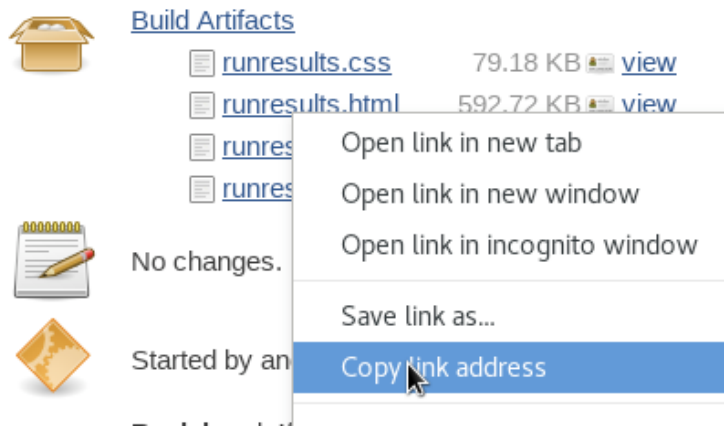 Build Artifacts
runresults.css 79.18 KB view
runresults.html 592.72 KB view
runres
runres
Open link in new tab
Open link in new window
Open link in incognito window
No changes.
Save link as...
Started by an
Copy link address